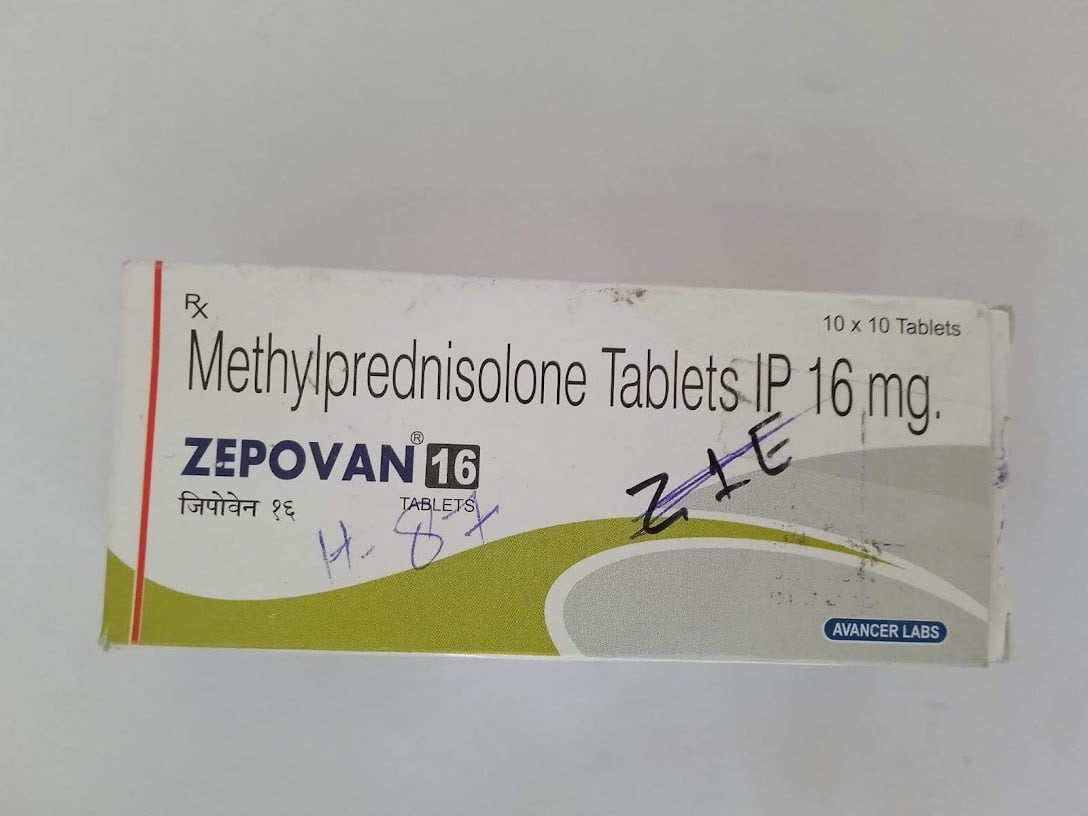 Rx
10 x 10 Tablets
Methylprednisolone Tablets IP 16 mg.
ZEPOVAN® 16
TABLETS
जिपोवेन १६
Z1E
H-87
AVANCER LABS